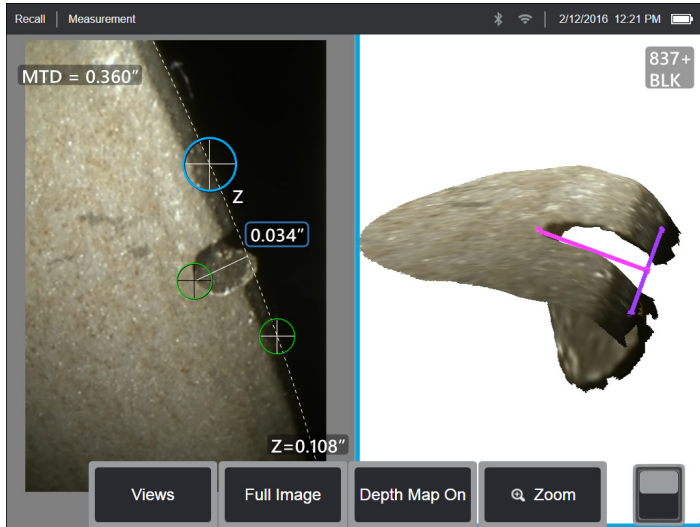 Recall Measurement 2/12/2016 12:21 PM
MTD = 0.360"
837+
BLK
Z
0.034"
Z=0.108"
Views Full Image Depth Map On Zoom